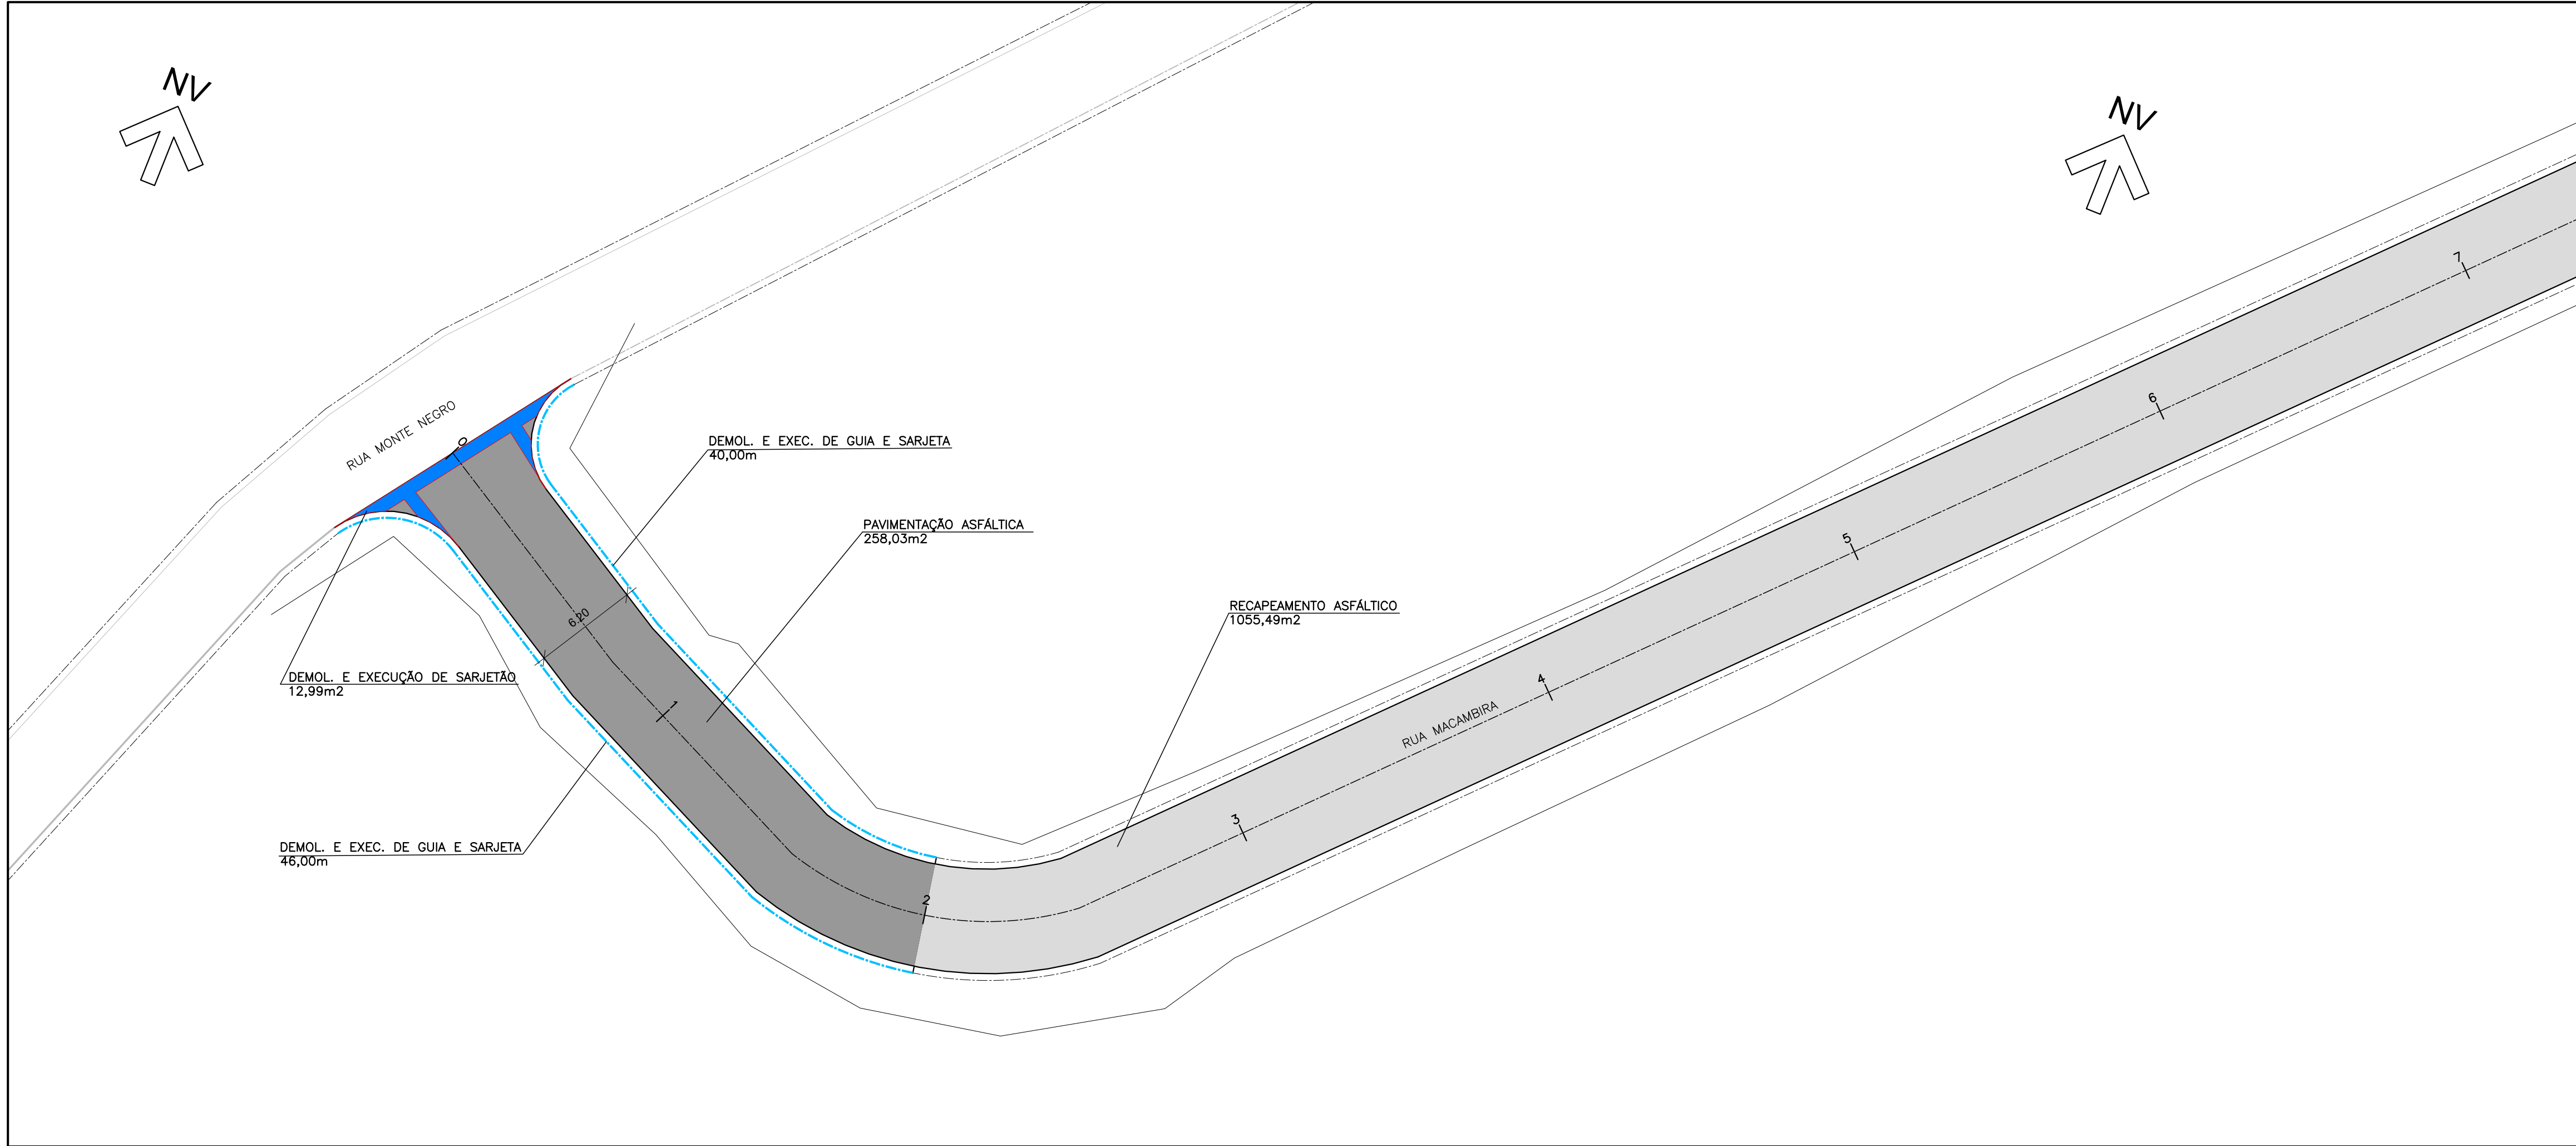 NV
NV
7
6
RUA MONTE NEGRO
0
DEMOL. E EXEC. DE GUIA E SARJETA
40,00m
PAVIMENTAÇÃO ASFÁLTICA
258,03m2
5
RECAPEAMENTO ASFÁLTICO
1055,49m2
6.20
DEMOL. E EXECUÇÃO DE SARJETÃO
12,99m2
4
1
RUA MACAMBIRA
3
DEMOL. E EXEC. DE GUIA E SARJETA
46,00m
2